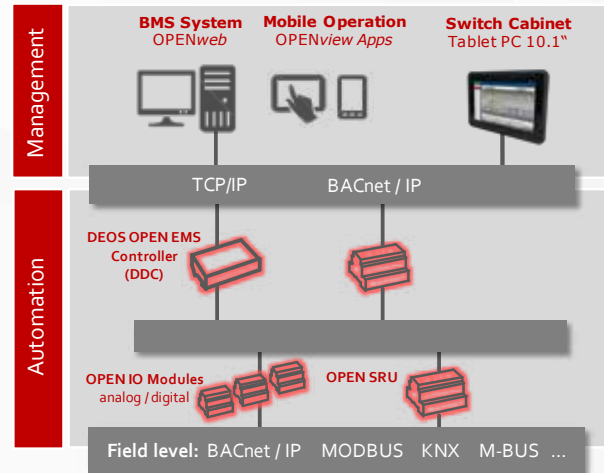 Management
BMS System
OPENweb
Mobile Operation
OPENview Apps
Switch Cabinet
Tablet PC 10.1“
TCP/IP
BACnet / IP
Automation
DEOS OPEN EMS
Controller
(DDC)
OPEN IO Modules
analog / digital
OPEN SRU
Field level: BACnet / IP MODBUS KNX M-BUS ...